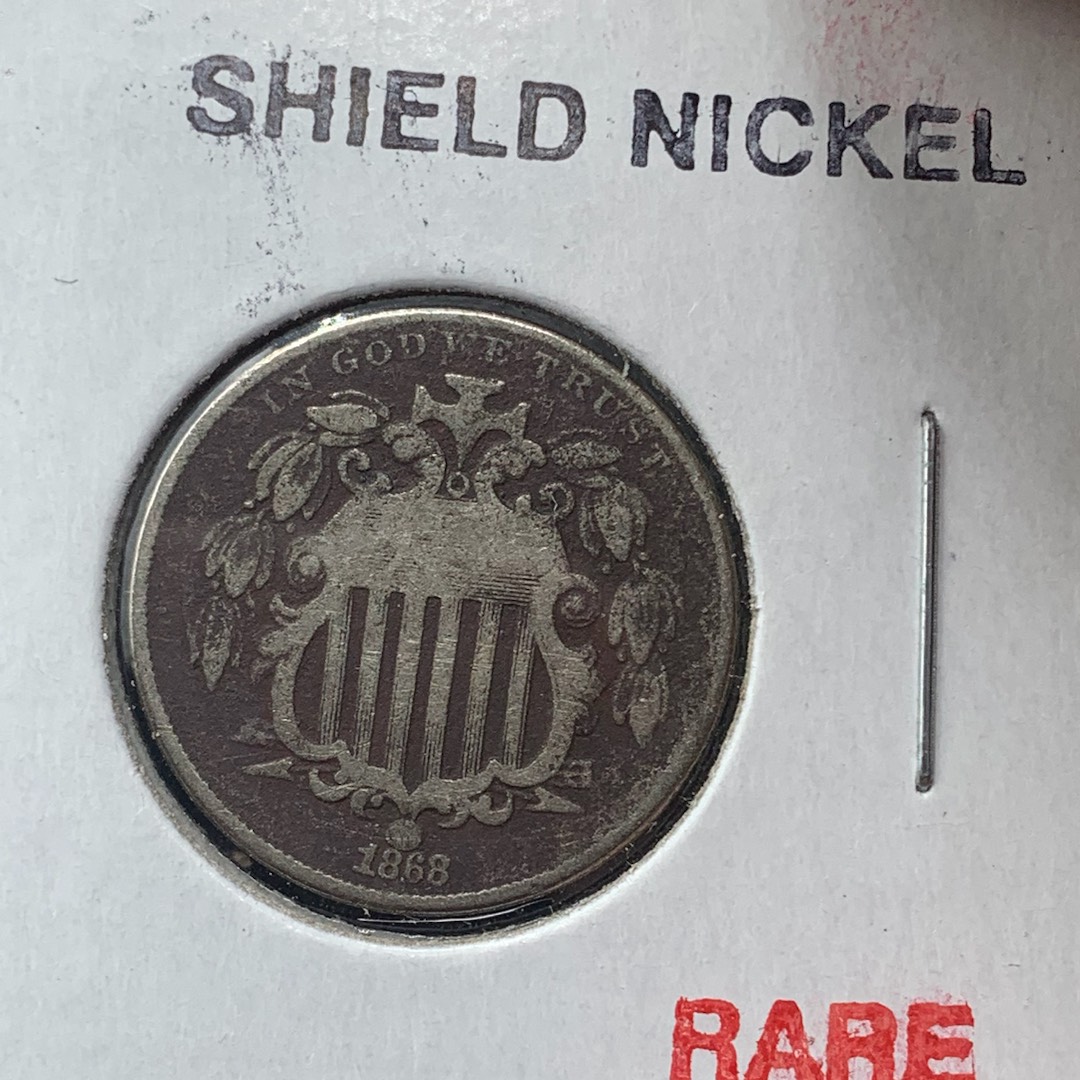 SHIELD NICKEL
IN GOD WE TRUST
1868
RARE